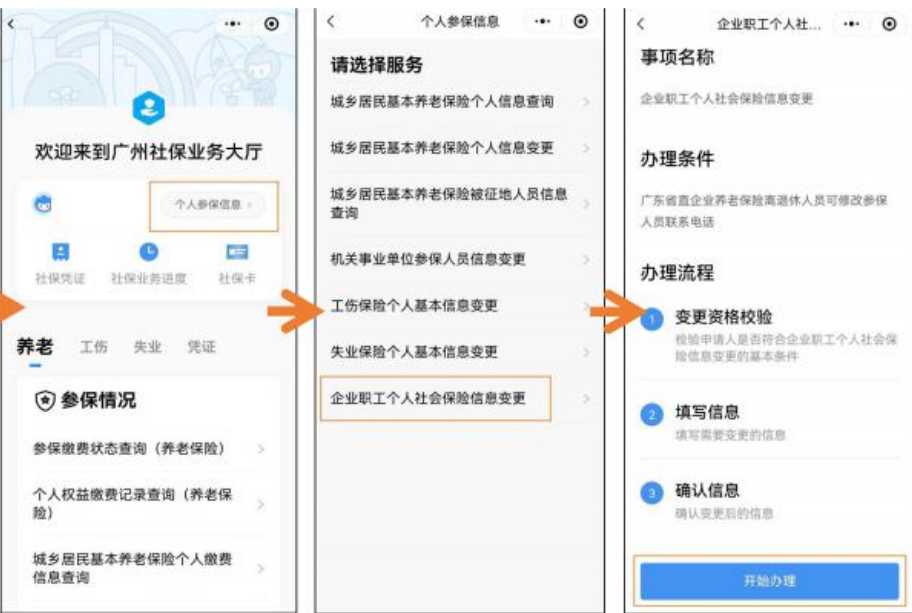 欢迎来到广州社保业务大厅
个人参保信息
社保凭证 社保业务进度 社保卡
养老 工伤 失业 凭证
参保情况
参保缴费状态查询（养老保险）
个人权益缴费记录查询（养老保
险）
城乡居民基本养老保险个人缴费
信息查询
个人参保信息
请选择服务
城乡居民基本养老保险个人信息查询
城乡居民基本养老保险个人信息变更
城乡居民基本养老保险被征地人员信息
查询
机关事业单位参保人员信息变更
工伤保险个人基本信息变更
失业保险个人基本信息变更
企业职工个人社会保险信息变更
企业职工个人社...
事项名称
企业职工个人社会保险信息变更
办理条件
广东省直企业养老保险离退休人员可修改参保
人员联系电话
办理流程
1 变更资格校验
检验申请人是否符合企业职工个人社会保
险信息变更的基本条件
2 填写信息
填写需要变更的信息
3 确认信息
确认变更后的信息
开始办理